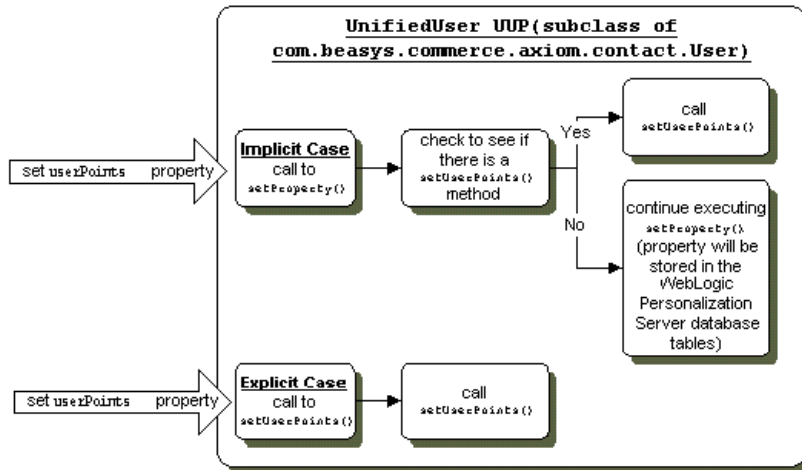 UnifiedUser UUP(subclass of
com.beasys.commerce.axiom.contact.User)
set userPoints property
Implicit Case
call to
setProperty()
check to see if
there is a
setUserPoints()
method
Yes
call
setUserPoints()
No
continue executing
setProperty()
(property will be
stored in the
WebLogic
Personalization
Server database
tables)
set userPoints property
Explicit Case
call to
setUserPoints()
call
setUserPoints()